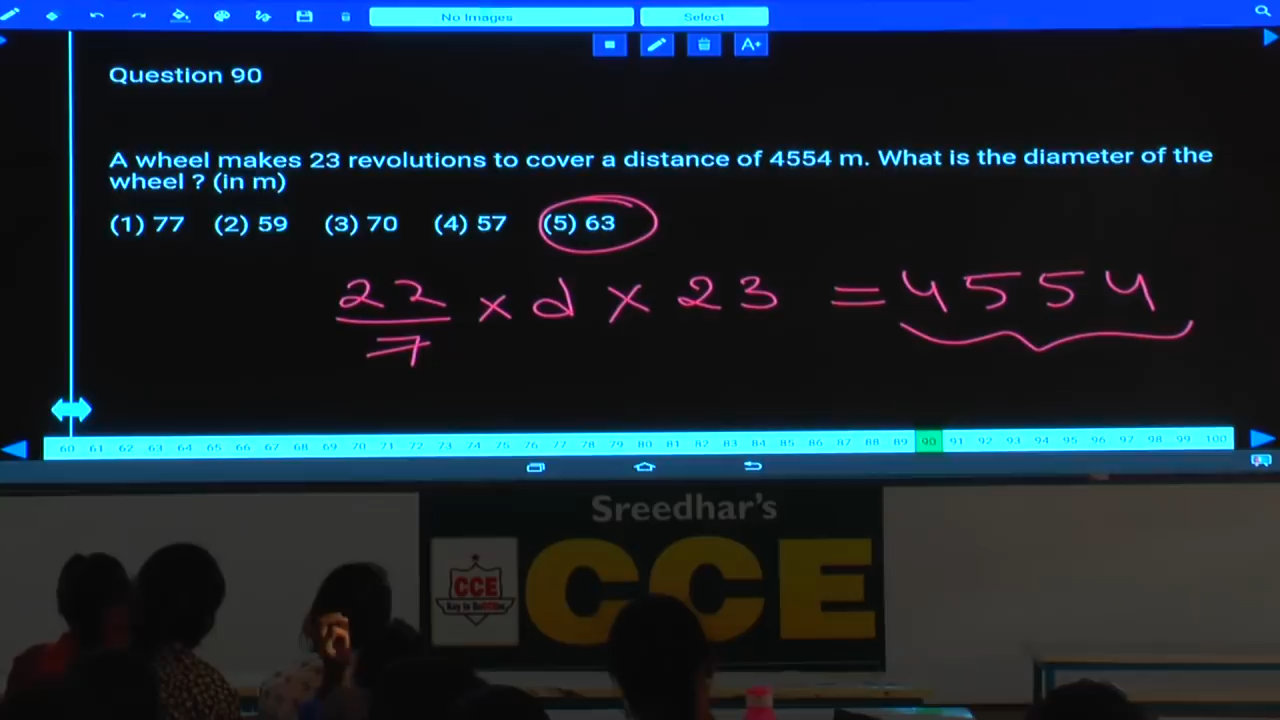 No Images
Select
A+
Question 90
A wheel makes 23 revolutions to cover a distance of 4554 m. What is the diameter of the
wheel ? (in m)
(1) 77 (2) 59 (3) 70 (4) 57 (5) 63
22/7 × d × 23 = 4554
60 61 62 63 64 65 66 67 68 69 70 71 72 73 74 75 76 77 78 79 80 81 82 83 84 85 86 87 88 89 90 91 92 93 94 95 96 97 98 99 100
Sreedhar's
CCE
CCE